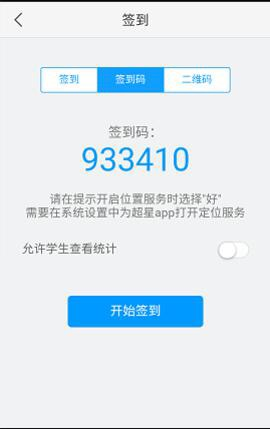 签到
签到
签到码
二维码
签到码:
933410
请在提示开启位置服务时选择"好"
需要在系统设置中为超星app打开定位服务
允许学生查看统计
开始签到